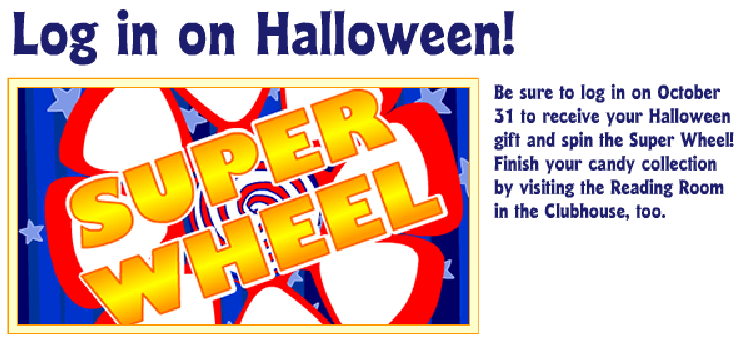 Log in on Halloween!
SUPER
WHEEL
Be sure to log in on October
31 to receive your Halloween
gift and spin the Super Wheel!
Finish your candy collection
by visiting the Reading Room
in the Clubhouse, too.